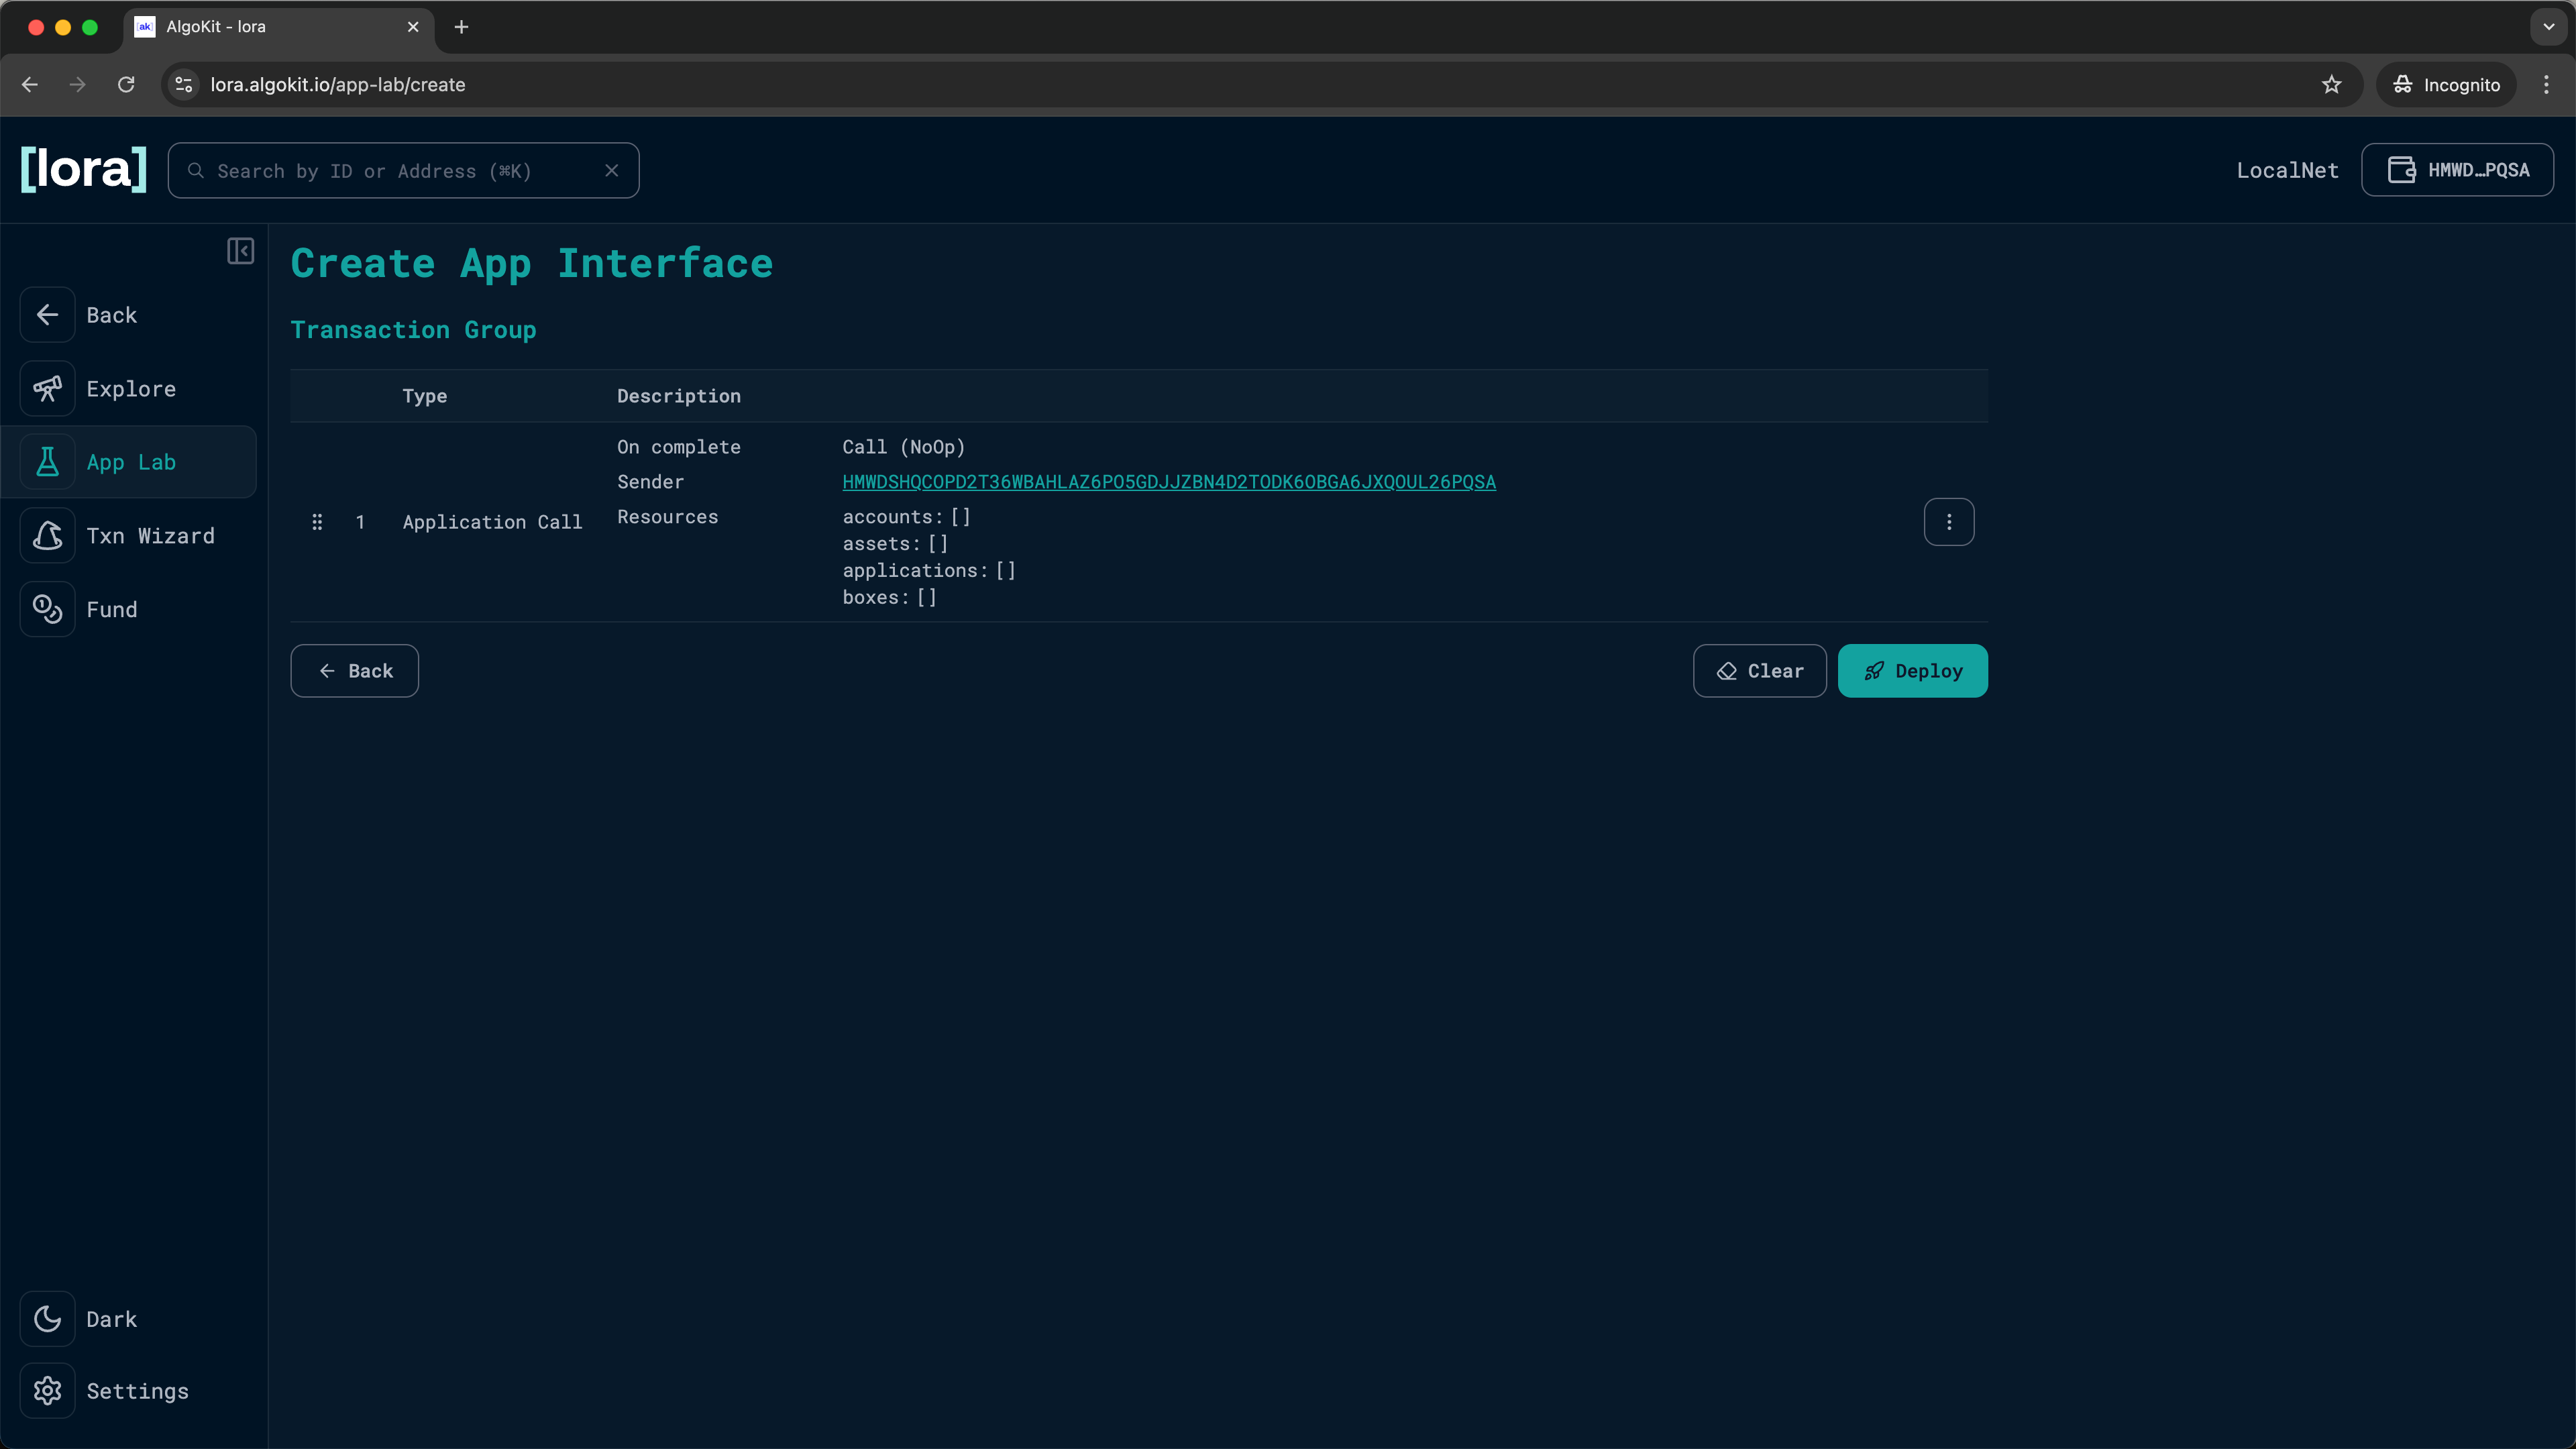 [ak] AlgoKit - lora
lora.algokit.io/app-lab/create
Incognito
[lora]
Search by ID or Address (⌘K)
LocalNet
HMWD…PQSA
Back
Explore
App Lab
Txn Wizard
Fund
Dark
Settings
Create App Interface
Transaction Group
Type Description
1 Application Call
On complete Call (NoOp)
Sender HMWDSHQCOPD2T36WBAHLAZ6PO5GDJJZBN4D2TODK6OBGA6JXQOUL26PQSA
Resources accounts: []
assets: []
applications: []
boxes: []
Back
Clear
Deploy